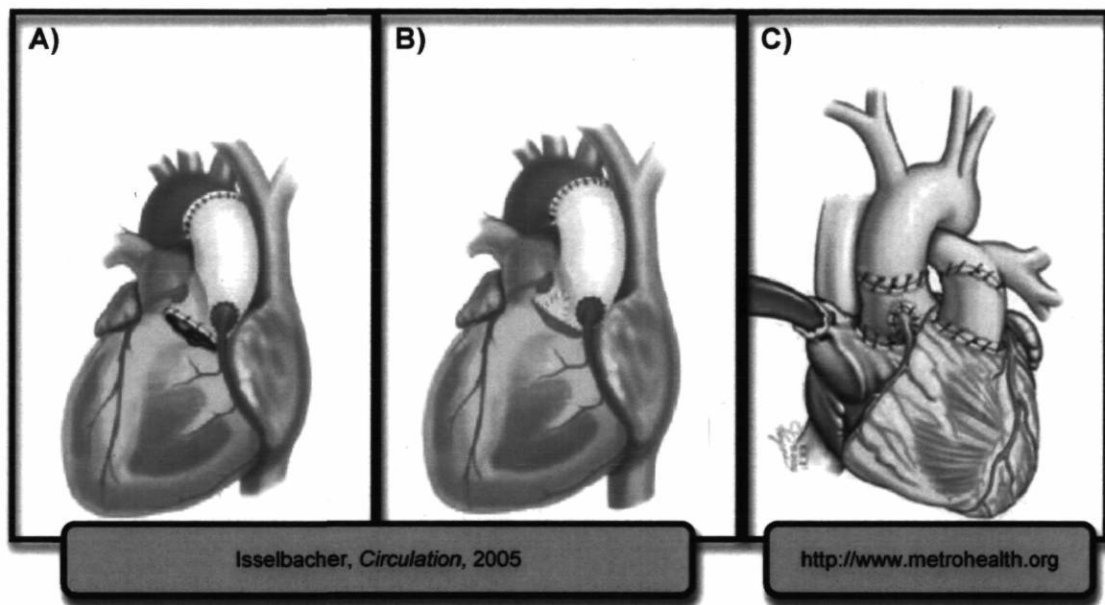 A)
B)
C)
Isselbacher, Circulation, 2005
http://www.metrohealth.org